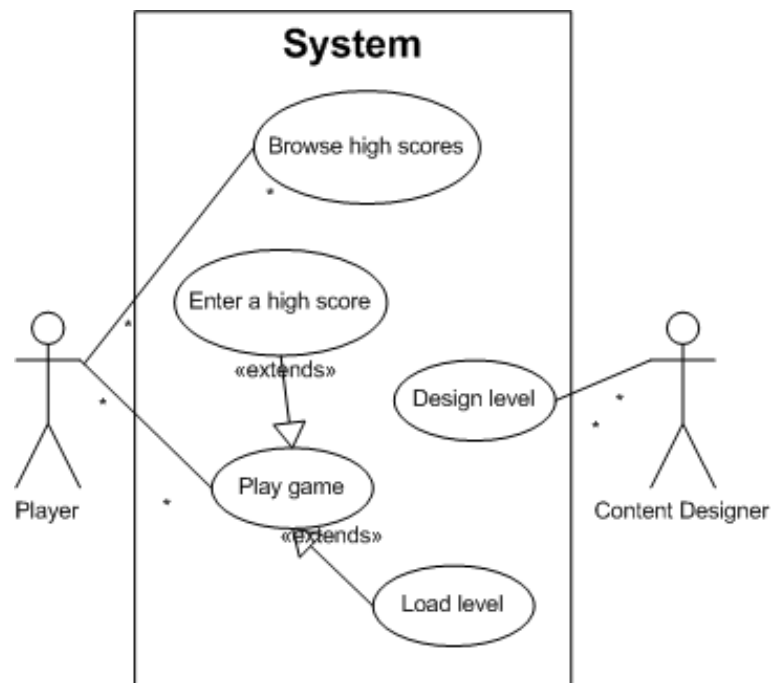 System
Browse high scores
*
Enter a high score
*
«extends»
Design level
*
*
*
Play game
*
Player
Content Designer
«extends»
Load level